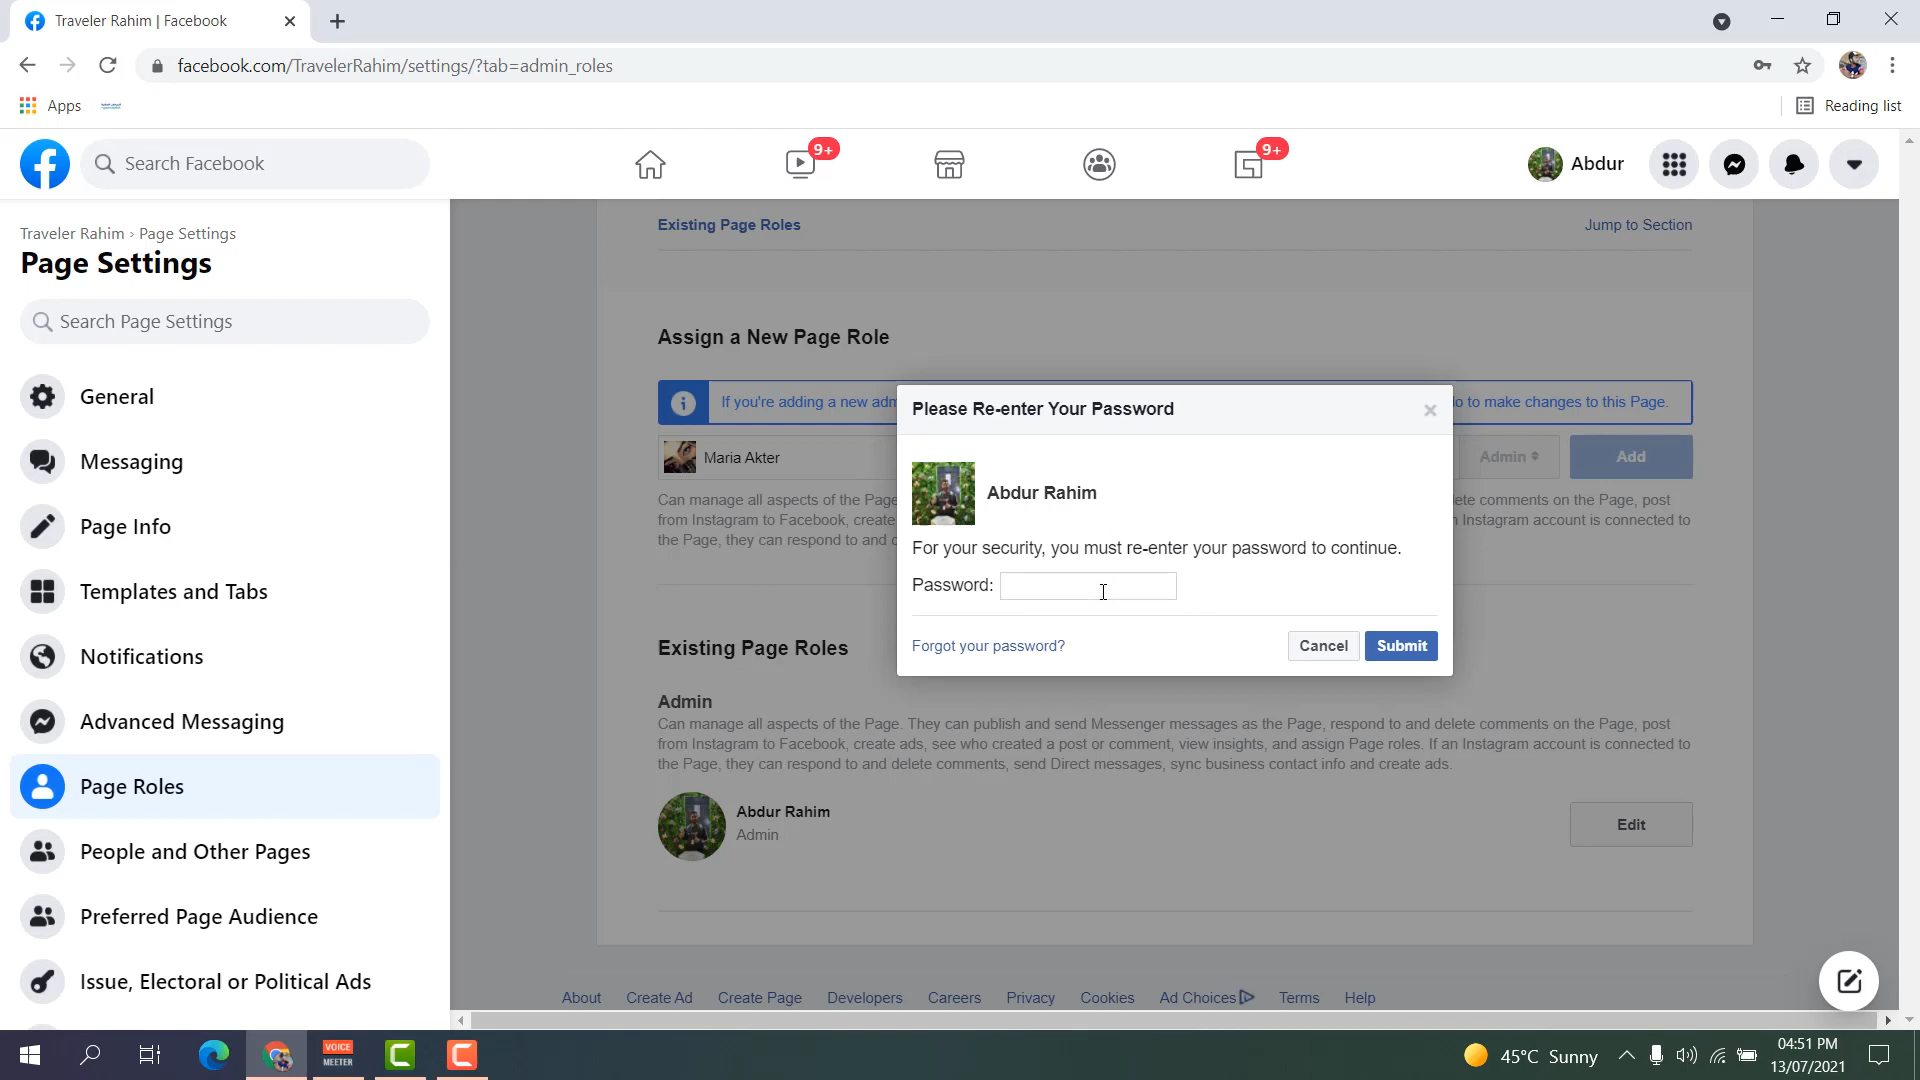 Traveler Rahim | Facebook
facebook.com/TravelerRahim/settings/?tab=admin_roles
Apps
Reading list
Search Facebook
9+
9+
Abdur
Traveler Rahim › Page Settings
Page Settings
Search Page Settings
General
Messaging
Page Info
Templates and Tabs
Notifications
Advanced Messaging
Page Roles
People and Other Pages
Preferred Page Audience
Issue, Electoral or Political Ads
Existing Page Roles
Jump to Section
Assign a New Page Role
If you're adding a new adm
lo to make changes to this Page.
Maria Akter
Admin
Add
Can manage all aspects of the Page
ete comments on the Page, post
from Instagram to Facebook, create
Instagram account is connected to
the Page, they can respond to and
Please Re-enter Your Password
Abdur Rahim
For your security, you must re-enter your password to continue.
Password:
Forgot your password?
Cancel
Submit
Existing Page Roles
Admin
Can manage all aspects of the Page. They can publish and send Messenger messages as the Page, respond to and delete comments on the Page, post
from Instagram to Facebook, create ads, see who created a post or comment, view insights, and assign Page roles. If an Instagram account is connected to
the Page, they can respond to and delete comments, send Direct messages, sync business contact info and create ads.
Abdur Rahim
Admin
Edit
About Create Ad Create Page Developers Careers Privacy Cookies Ad Choices Terms Help
VOICE
MEETER
45°C Sunny
04:51 PM
13/07/2021